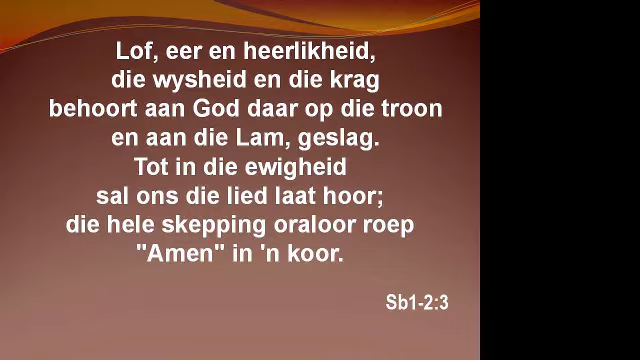 Lof, eer en heerlikheid,
die wysheid en die krag
behoort aan God daar op die troon
en aan die Lam, geslag.
Tot in die ewigheid
sal ons die lied laat hoor;
die hele skepping oraloor roep
"Amen" in 'n koor.
Sb1-2:3